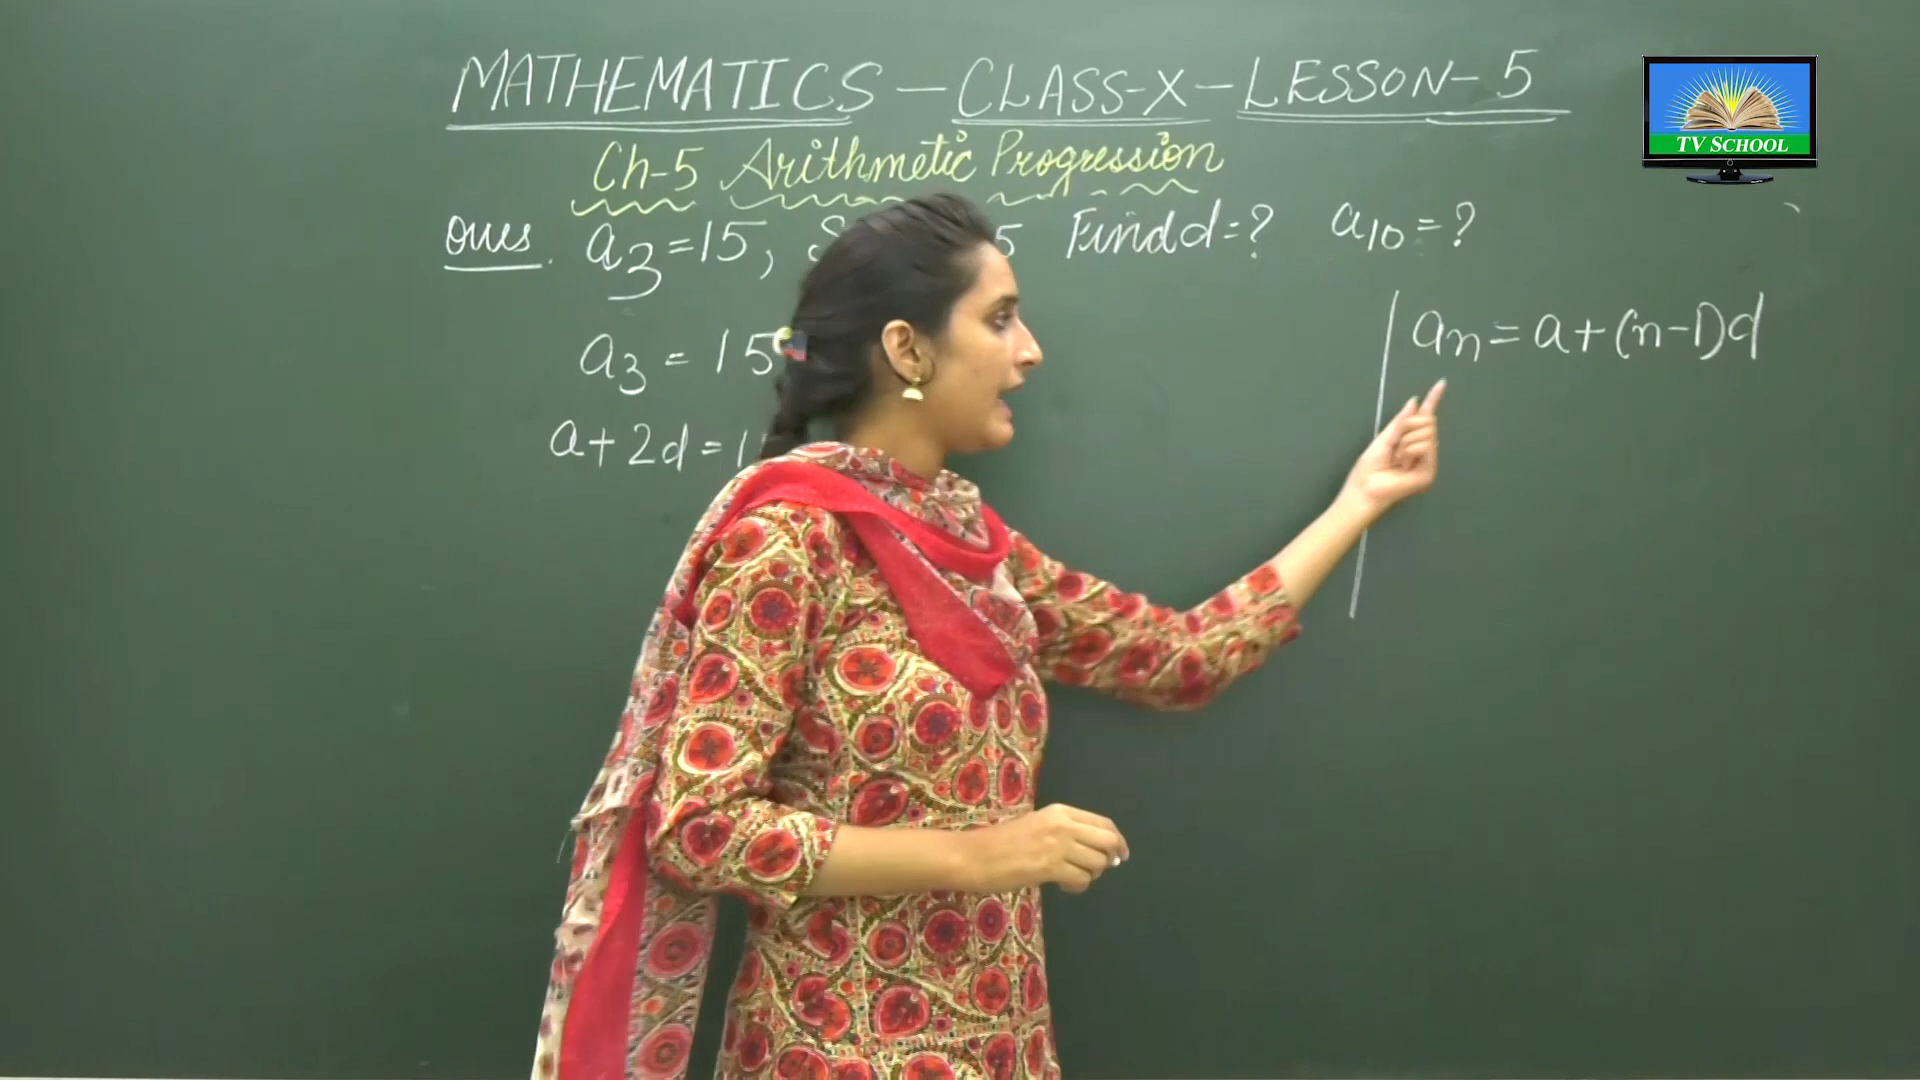 MATHEMATICS – CLASS-X – LESSON-5
TV SCHOOL
Ch-5 Arithmetic Progression
Ques. a₃=15, S 5 Find d=? a₁₀=?
aₙ = a+(n-1)d
a₃ = 15
a+2d=1